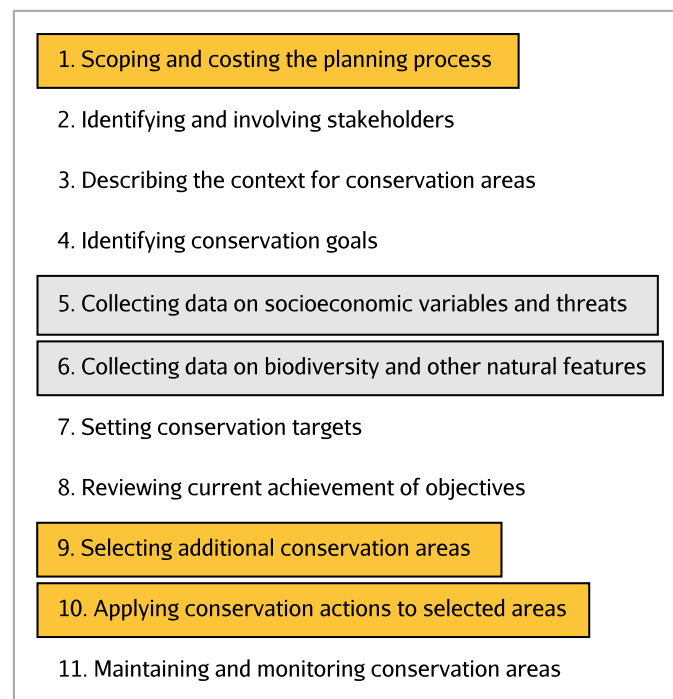 1. Scoping and costing the planning process
2. Identifying and involving stakeholders
3. Describing the context for conservation areas
4. Identifying conservation goals
5. Collecting data on socioeconomic variables and threats
6. Collecting data on biodiversity and other natural features
7. Setting conservation targets
8. Reviewing current achievement of objectives
9. Selecting additional conservation areas
10. Applying conservation actions to selected areas
11. Maintaining and monitoring conservation areas